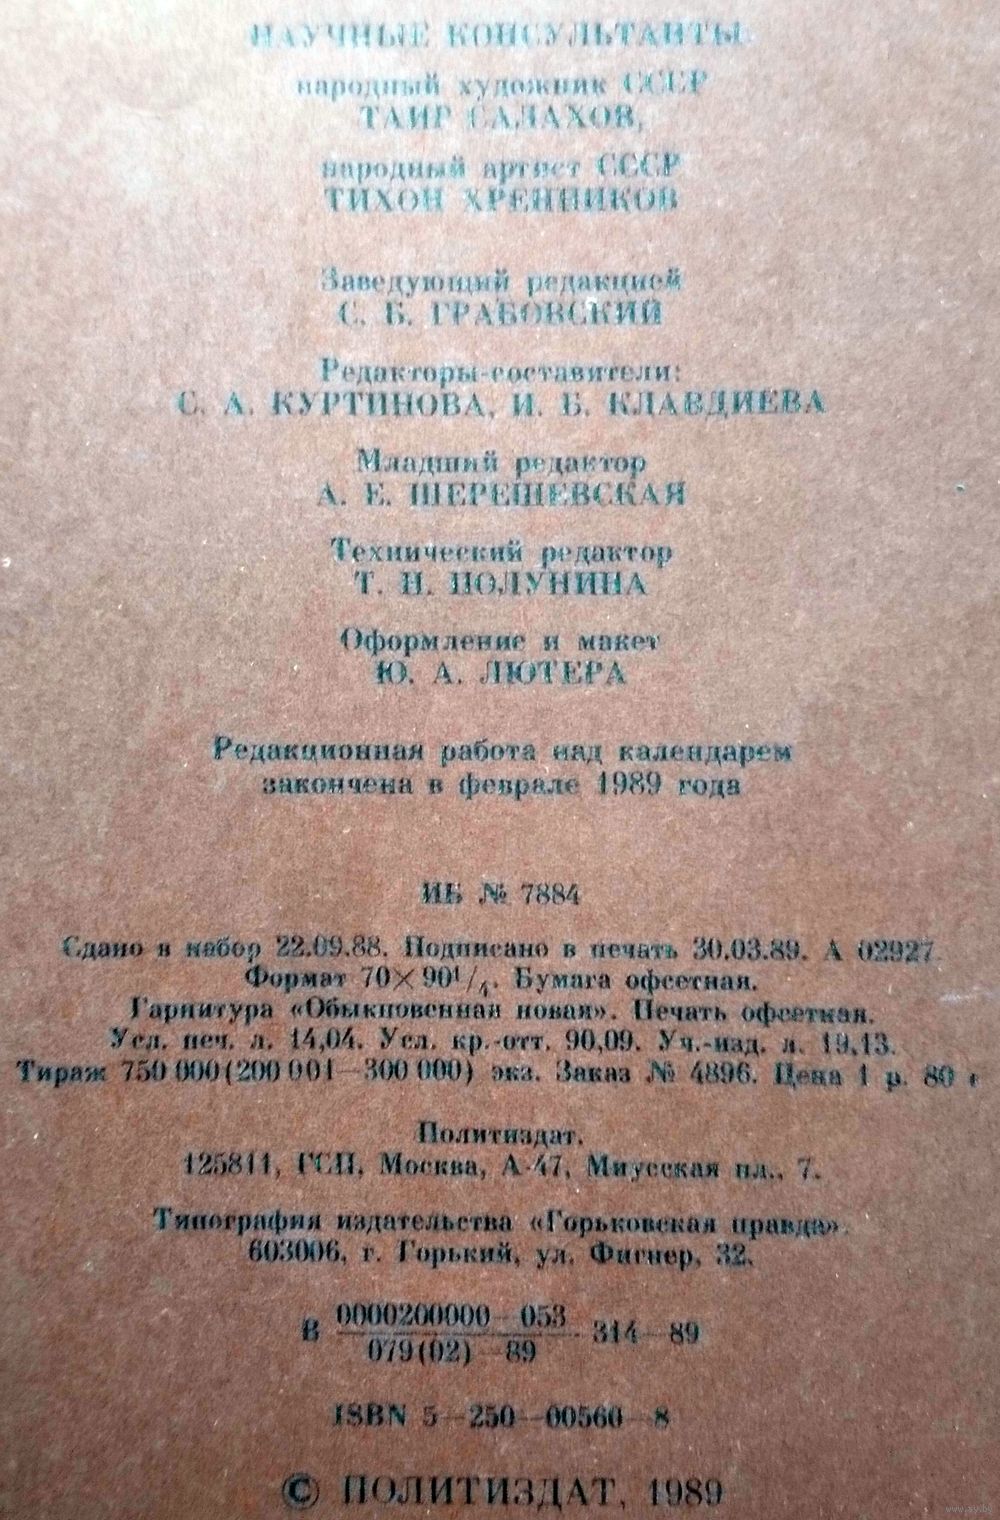 НАУЧНЫЕ КОНСУЛЬТАНТЫ:
народный художник СССР
ТАИР САЛАХОВ,
народный артист СССР
ТИХОН ХРЕННИКОВ
Заведующий редакцией
С. Б. ГРАБОВСКИЙ
Редакторы-составители:
С. А. КУРТИНОВА, И. Б. КЛАВДИЕВА
Младший редактор
А. Е. ШЕРЕШЕВСКАЯ
Технический редактор
Т. Н. ПОЛУНИНА
Оформление и макет
Ю. А. ЛЮТЕРА
Редакционная работа над календарем
закончена в феврале 1989 года
ИБ № 7884
Сдано в набор 22.09.88. Подписано в печать 30.03.89. А 02927.
Формат 70×90¹/₄. Бумага офсетная.
Гарнитура «Обыкновенная новая». Печать офсетная.
Усл. печ. л. 14,04. Усл. кр.-отт. 90,09. Уч.-изд. л. 19,13.
Тираж 750 000 (200 001—300 000) экз. Заказ № 4896. Цена 1 р. 80
Политиздат.
125811, ГСП, Москва, А-47, Миусская пл., 7.
Типография издательства «Горьковская правда».
603006, г. Горький, ул. Фигнер, 32.
В 0000200000—053 314—89
079(02)—89
ISBN 5—250—00560—8
© ПОЛИТИЗДАТ, 1989